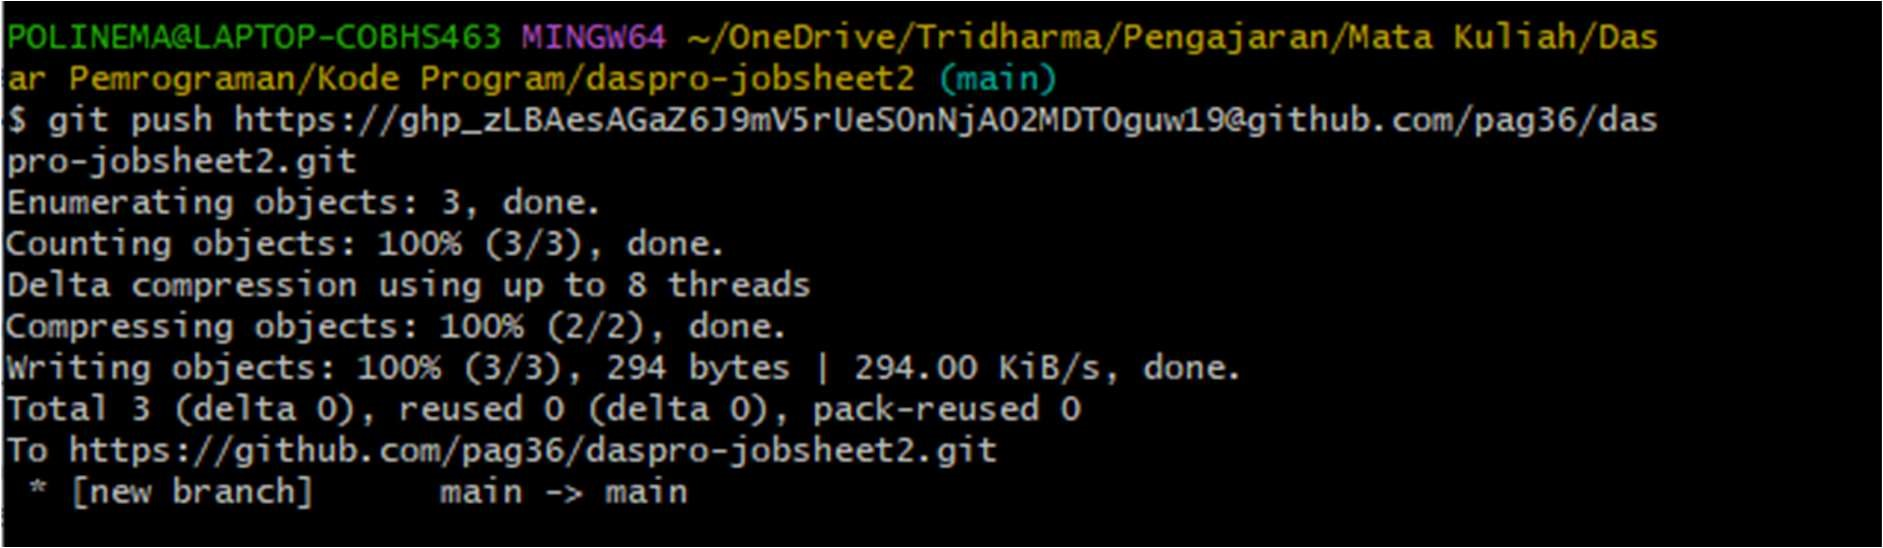 POLINEMA@LAPTOP-COBHS463 MINGW64 ~/OneDrive/Tridharma/Pengajaran/Mata Kuliah/Das
ar Pemrograman/Kode Program/daspro-jobsheet2 (main)
$ git push https://[access token redacted]@github.com/pag36/das
pro-jobsheet2.git
Enumerating objects: 3, done.
Counting objects: 100% (3/3), done.
Delta compression using up to 8 threads
Compressing objects: 100% (2/2), done.
Writing objects: 100% (3/3), 294 bytes | 294.00 KiB/s, done.
Total 3 (delta 0), reused 0 (delta 0), pack-reused 0
To https://github.com/pag36/daspro-jobsheet2.git
 * [new branch]      main -> main